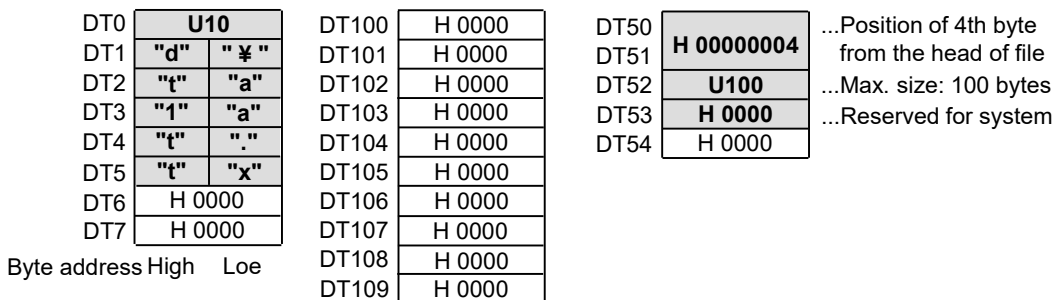 DT0 U10
DT1 "d" " ¥ "
DT2 "t" "a"
DT3 "1" "a"
DT4 "t" "."
DT5 "t" "x"
DT6 H 0000
DT7 H 0000
Byte address High Loe
DT100 H 0000
DT101 H 0000
DT102 H 0000
DT103 H 0000
DT104 H 0000
DT105 H 0000
DT106 H 0000
DT107 H 0000
DT108 H 0000
DT109 H 0000
DT50 H 00000004 ...Position of 4th byte
DT51 from the head of file
DT52 U100 ...Max. size: 100 bytes
DT53 H 0000 ...Reserved for system
DT54 H 0000